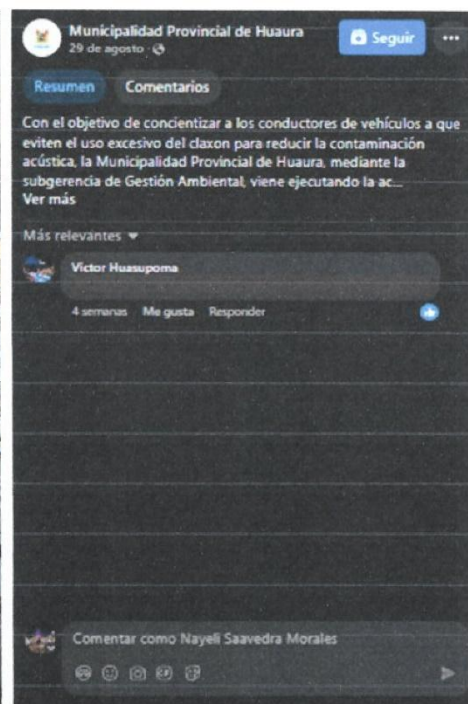 Municipalidad Provincial de Huaura
29 de agosto ·
Seguir
Resumen
Comentarios
Con el objetivo de concientizar a los conductores de vehículos a que
eviten el uso excesivo del claxon para reducir la contaminación
acústica, la Municipalidad Provincial de Huaura, mediante la
subgerencia de Gestión Ambiental, viene ejecutando la ac...
Ver más
Más relevantes
Victor Huasupoma
4 semanas Me gusta Responder
Comentar como Nayeli Saavedra Morales